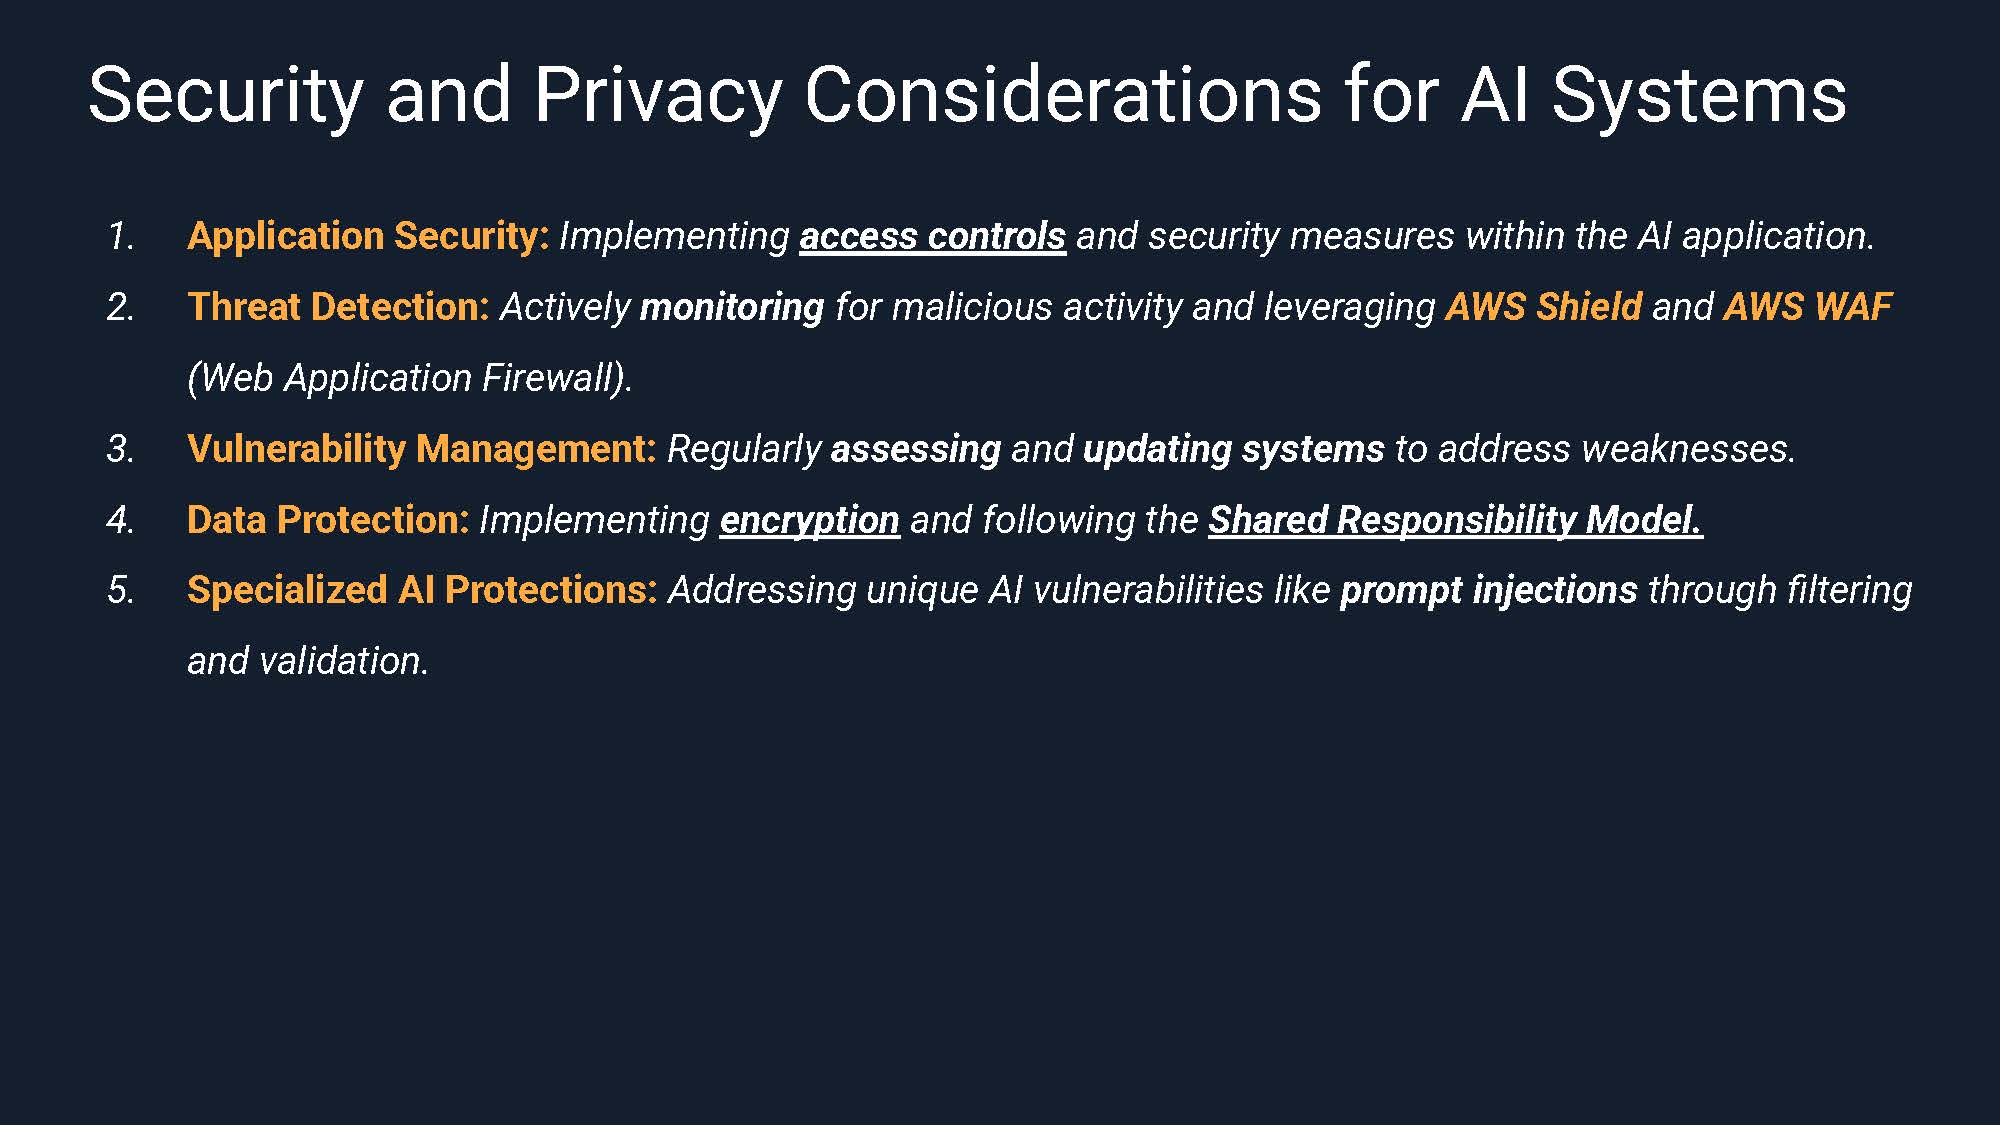 Security and Privacy Considerations for AI Systems
1. Application Security: Implementing access controls and security measures within the AI application.
2. Threat Detection: Actively monitoring for malicious activity and leveraging AWS Shield and AWS WAF
(Web Application Firewall).
3. Vulnerability Management: Regularly assessing and updating systems to address weaknesses.
4. Data Protection: Implementing encryption and following the Shared Responsibility Model.
5. Specialized AI Protections: Addressing unique AI vulnerabilities like prompt injections through filtering
and validation.